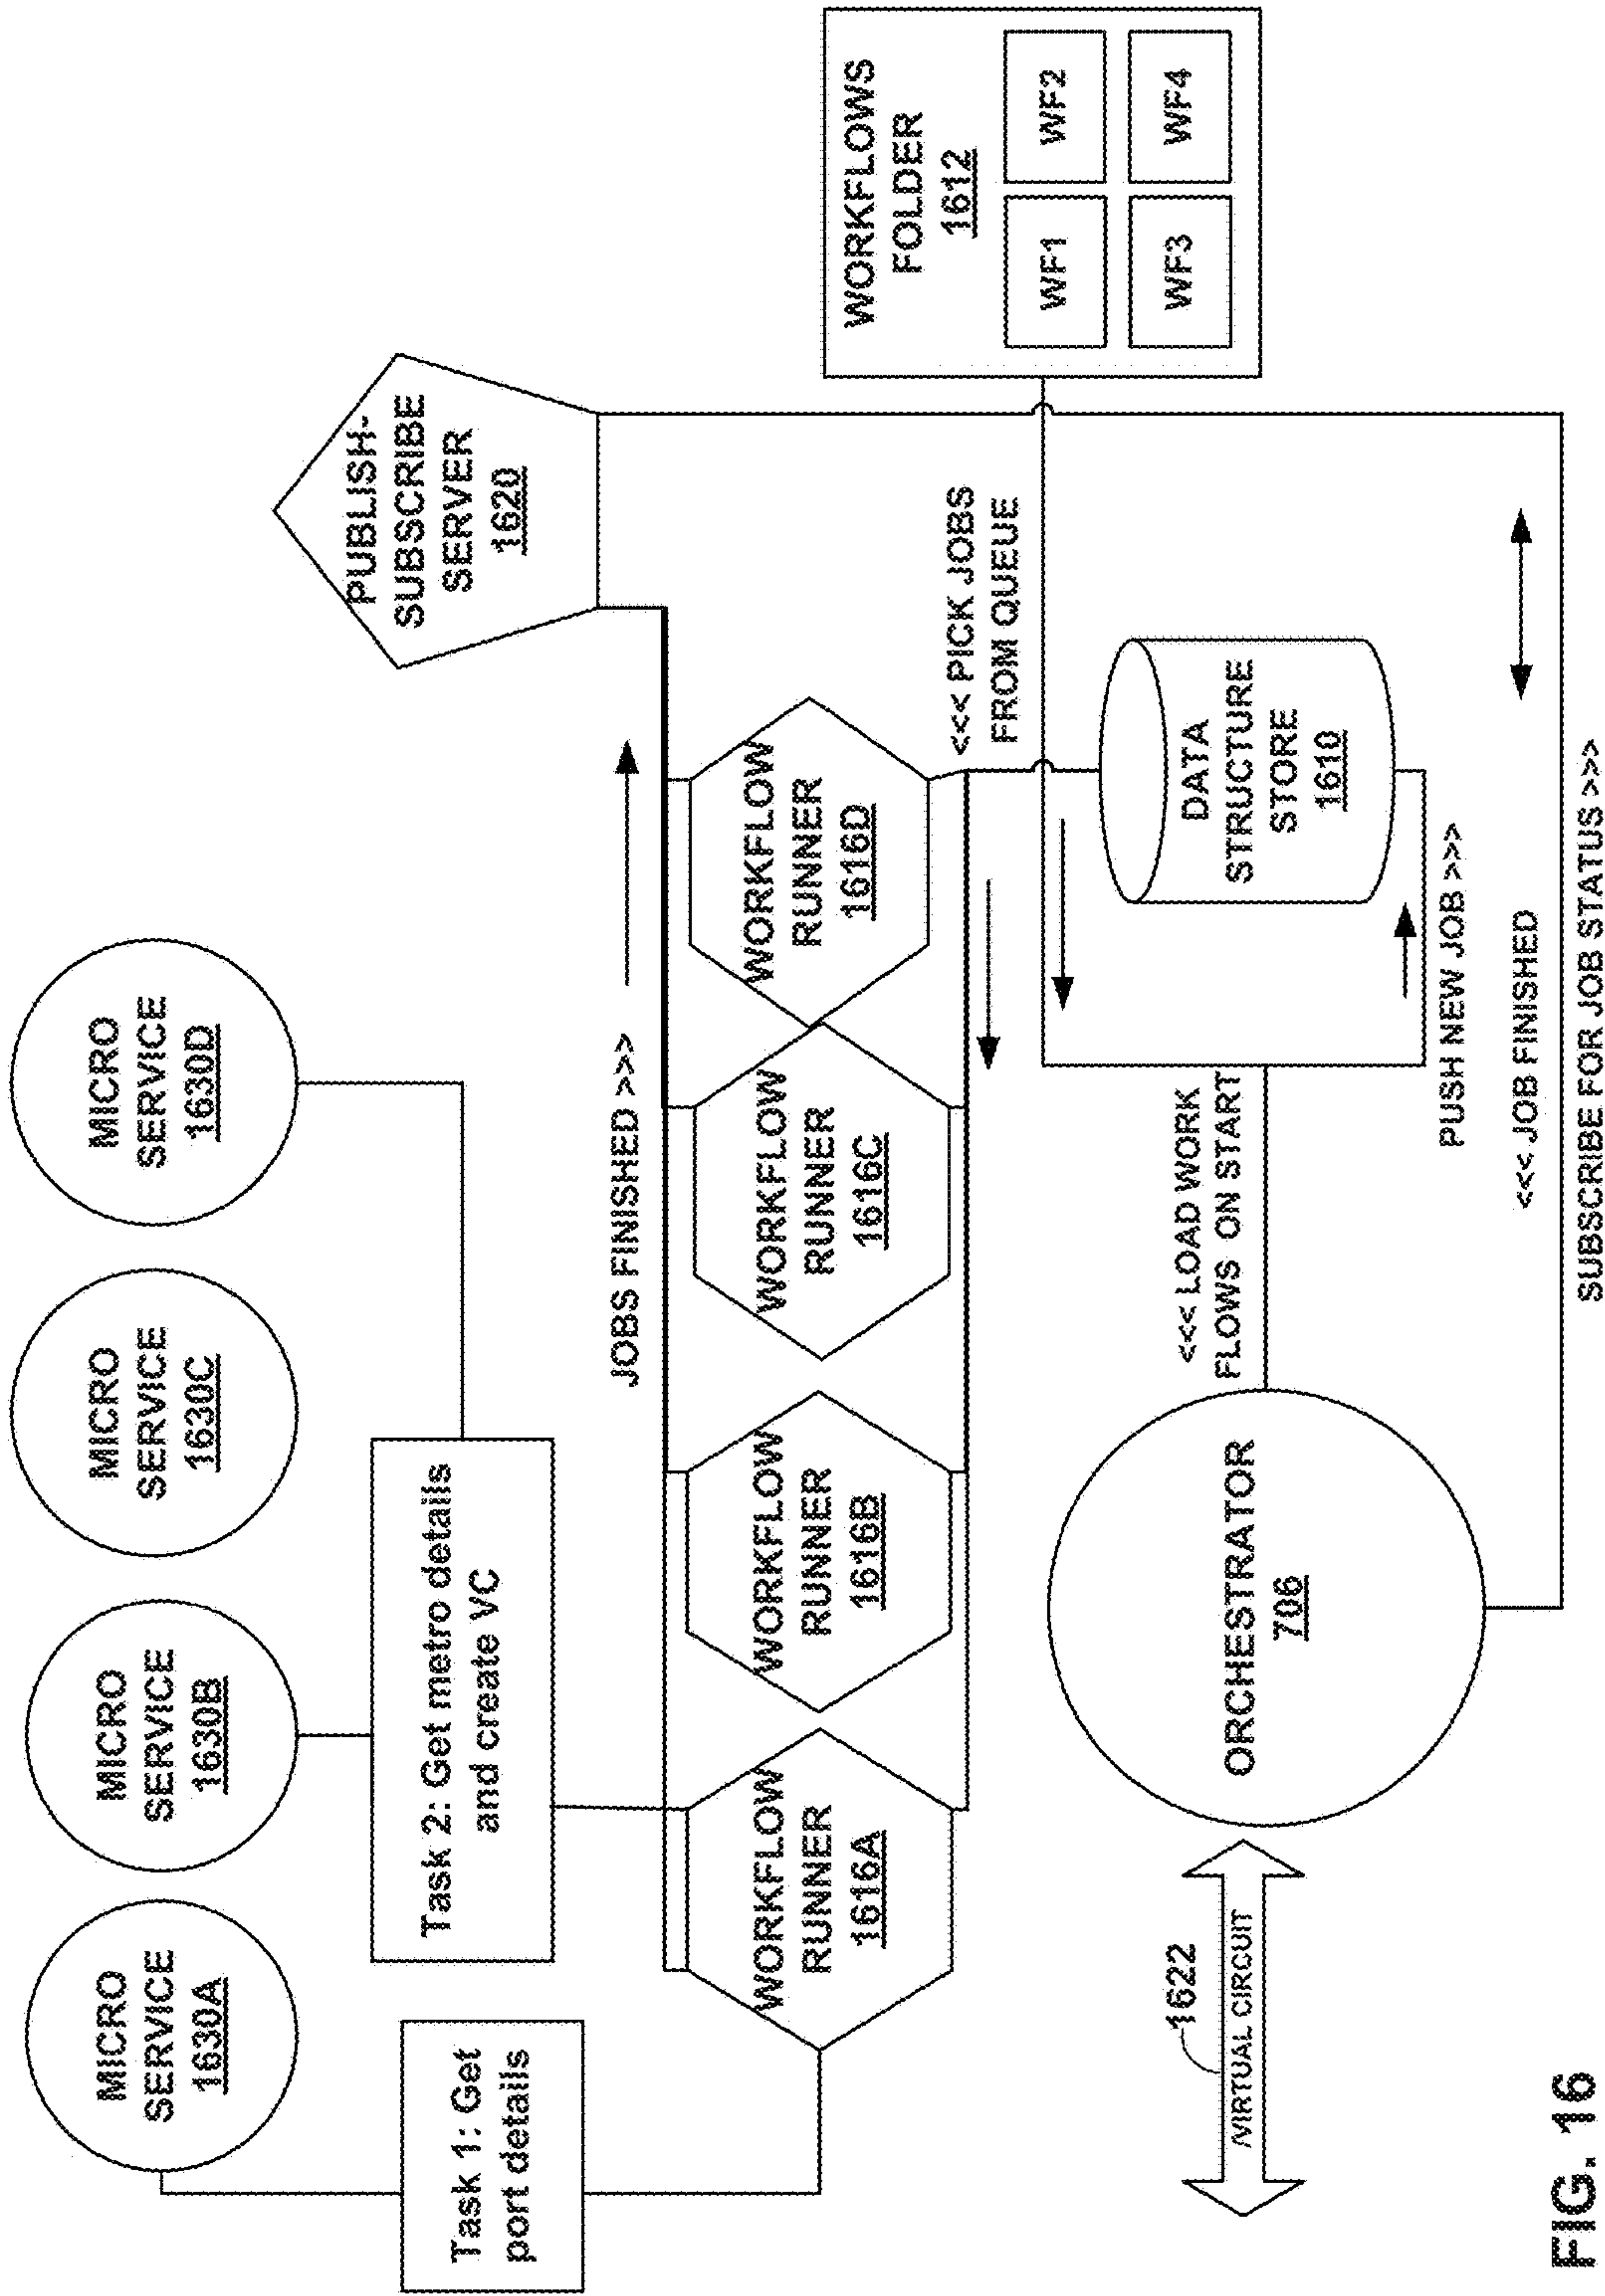 MICRO
SERVICE
1630A
MICRO
SERVICE
1630B
MICRO
SERVICE
1630C
MICRO
SERVICE
1630D
Task 1: Get
port details
Task 2: Get metro details
and create VC
PUBLISH-
SUBSCRIBE
SERVER
1620
JOBS FINISHED >>>
WORKFLOW
RUNNER
1616A
WORKFLOW
RUNNER
1616B
WORKFLOW
RUNNER
1616C
WORKFLOW
RUNNER
1616D
<<< PICK JOBS
FROM QUEUE
WORKFLOWS
FOLDER
1612
WF1
WF2
WF3
WF4
1622
/VIRTUAL CIRCUIT
ORCHESTRATOR
706
<<< LOAD WORK
FLOWS ON START
DATA
STRUCTURE
STORE
1610
PUSH NEW JOB >>>
<<< JOB FINISHED
SUBSCRIBE FOR JOB STATUS >>>
FIG. 16